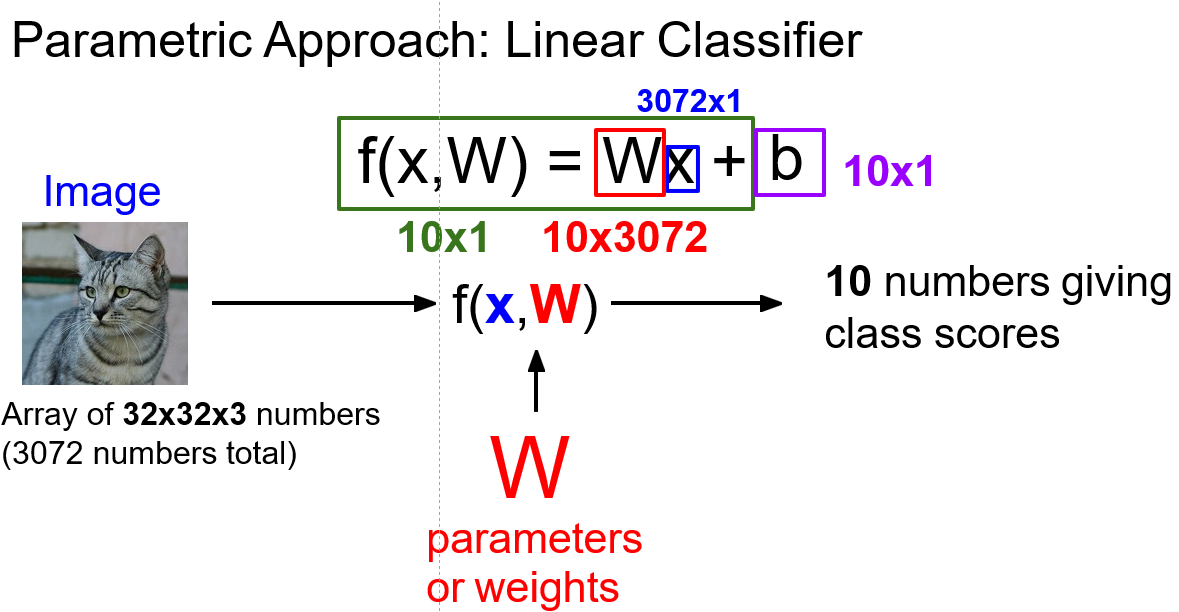 Parametric Approach: Linear Classifier
3072x1
f(x,W) = Wx + b
10x1
10x1
10x3072
Image
f(x,W)
10 numbers giving
class scores
Array of 32x32x3 numbers
(3072 numbers total)
W
parameters
or weights